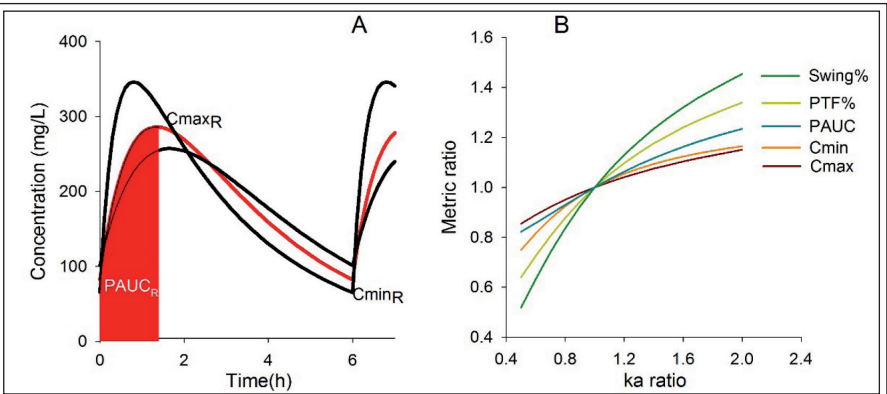 A
400
300
200
100
0
Concentration (mg/L)
CmaxR
PAUCR
CminR
0
2
4
6
Time(h)
B
1.6
1.4
1.2
1.0
0.8
0.6
0.4
Metric ratio
Swing%
PTF%
PAUC
Cmin
Cmax
0.4
0.8
1.2
1.6
2.0
2.4
ka ratio